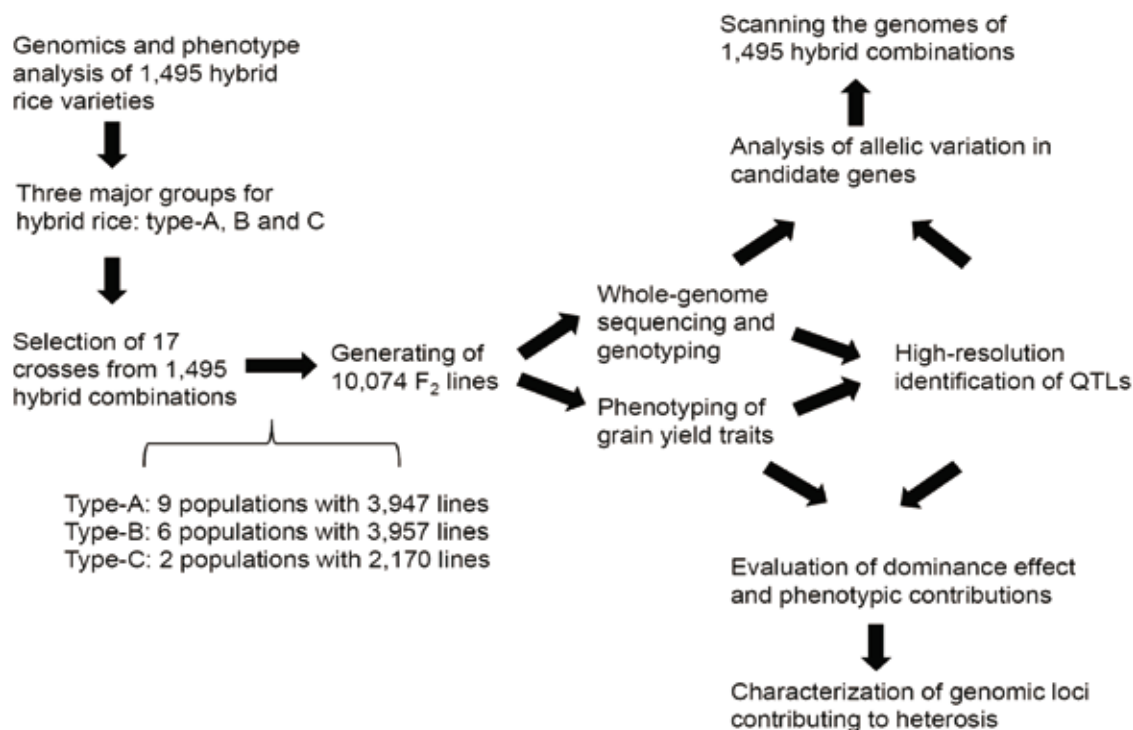 Genomics and phenotype
analysis of 1,495 hybrid
rice varieties
Three major groups for
hybrid rice: type-A, B and C
Selection of 17
crosses from 1,495
hybrid combinations
Type-A: 9 populations with 3,947 lines
Type-B: 6 populations with 3,957 lines
Type-C: 2 populations with 2,170 lines
Generating of
10,074 F₂ lines
Whole-genome
sequencing and
genotyping
Phenotyping of
grain yield traits
Scanning the genomes of
1,495 hybrid combinations
Analysis of allelic variation in
candidate genes
High-resolution
identification of QTLs
Evaluation of dominance effect
and phenotypic contributions
Characterization of genomic loci
contributing to heterosis